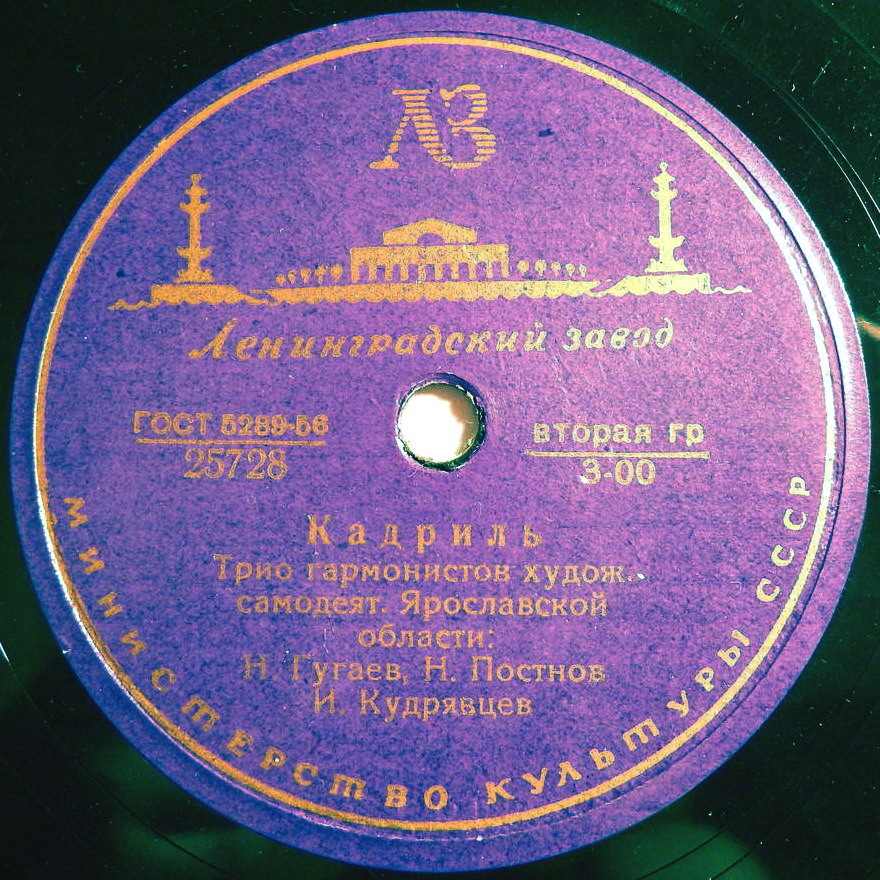 ЛЗ
Ленинградский завод
ГОСТ 5289-56
25728
вторая гр
3-00
Кадриль
Трио гармонистов худож.
самодеят. Ярославской
области:
Н. Гугаев, Н. Постнов
И. Кудрявцев
МИНИСТЕРСТВО КУЛЬТУРЫ СССР